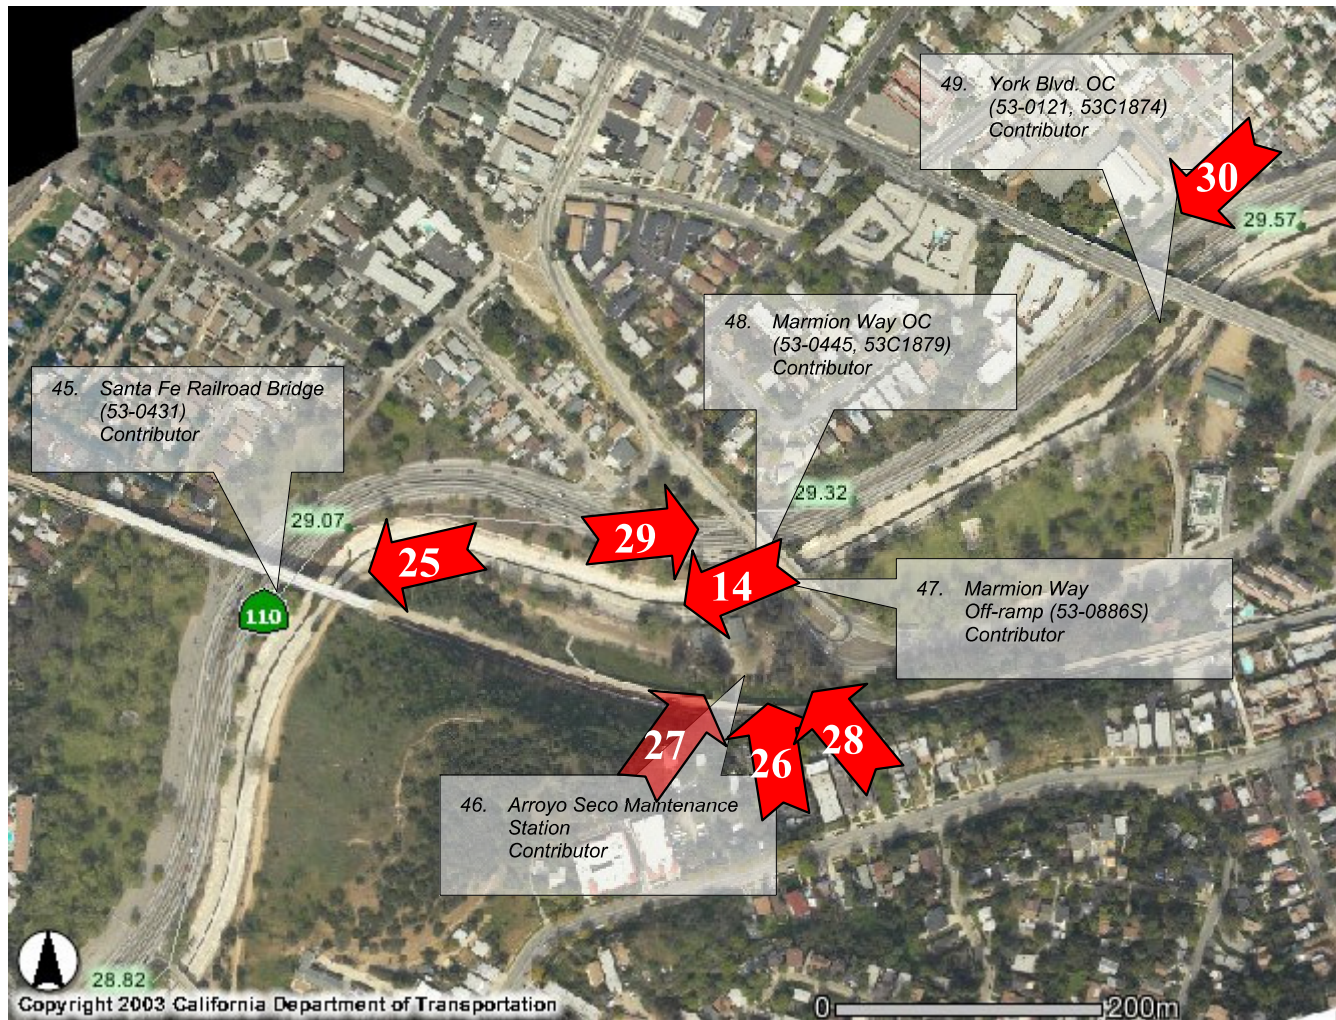 49. York Blvd. OC
(53-0121, 53C1874)
Contributor
30
29.57
48. Marmion Way OC
(53-0445, 53C1879)
Contributor
45. Santa Fe Railroad Bridge
(53-0431)
Contributor
29.32
29.07
29
25
14
47. Marmion Way
Off-ramp (53-0886S)
Contributor
110
27
26
28
46. Arroyo Seco Maintenance
Station
Contributor
28.82
Copyright 2003 California Department of Transportation
0
200m